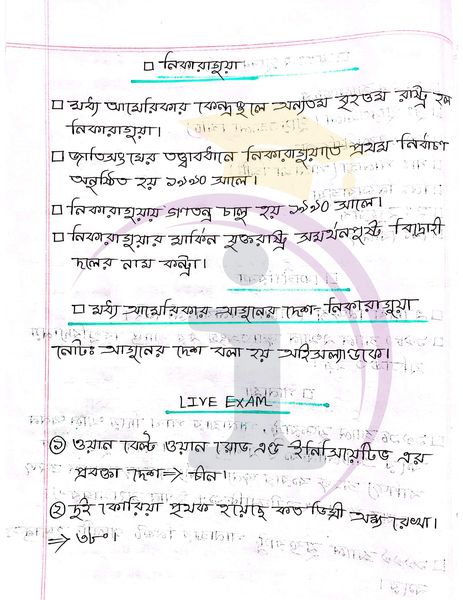 □ নিকারাগুয়া
□ মধ্য আমেরিকার কেন্দ্রস্থলে অন্যতম বৃহত্তম রাষ্ট্র হল
নিকারাগুয়া।
□ জাতিসংঘের তত্ত্বাবধানে নিকারাগুয়াতে প্রথম নির্বাচন
অনুষ্ঠিত হয় ১৯৯০ সালে।
□ নিকারাগুয়ায় গণতন্ত্র চালু হয় ১৯৯০ সালে।
□ নিকারাগুয়ার মার্কিন যুক্তরাষ্ট্র সমর্থনপুষ্ট বিদ্রোহী
দলের নাম কন্ট্রা।
□ মধ্য আমেরিকার আগুনের দেশ- নিকারাগুয়া
নোটঃ আগুনের দেশ বলা হয় আইসল্যান্ডকে।
LIVE EXAM
① ওয়ান বেল্ট ওয়ান রোড এন্ড ইনিসিয়েটিভ এর
প্রবক্তা দেশ ⇒ চীন।
② দুই কোরিয়া পৃথক হয়েছে কত ডিগ্রী অক্ষ রেখা।
⇒ ৩৮°।